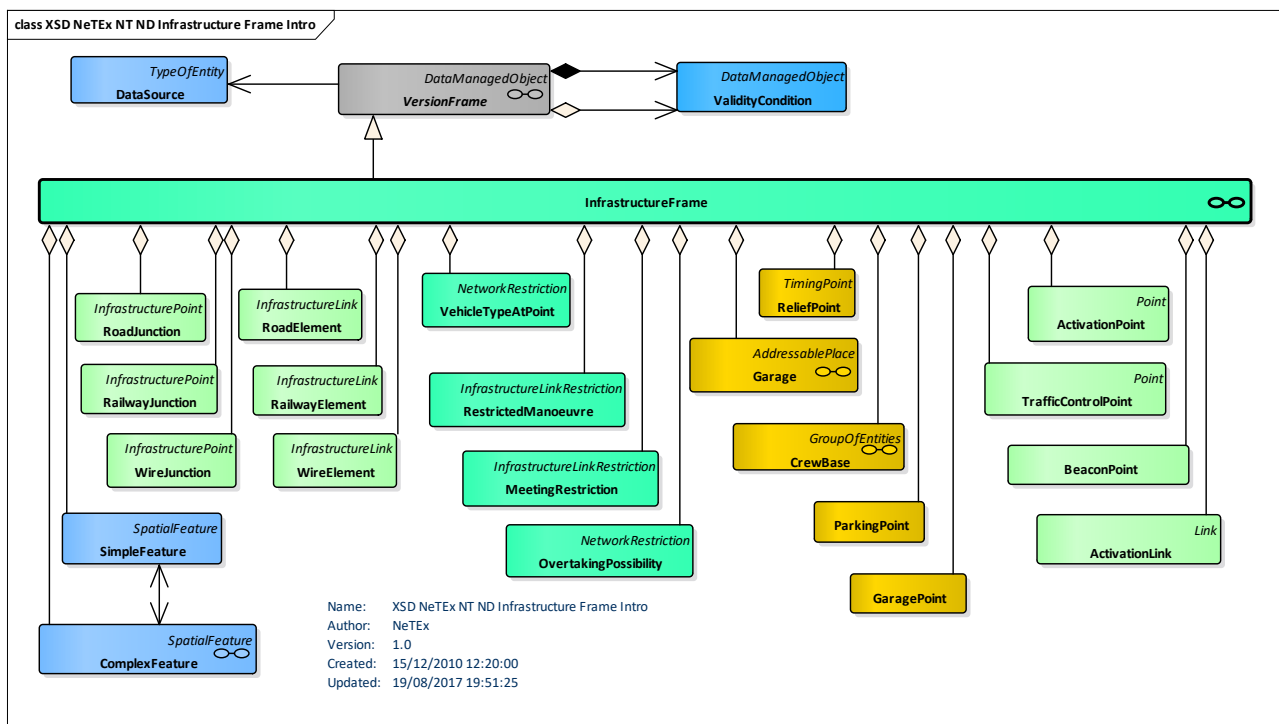 class XSD NeTEx NT ND Infrastructure Frame Intro
TypeOfEntity
DataSource
DataManagedObject
VersionFrame
DataManagedObject
ValidityCondition
InfrastructureFrame
InfrastructurePoint
RoadJunction
InfrastructureLink
RoadElement
NetworkRestriction
VehicleTypeAtPoint
TimingPoint
ReliefPoint
Point
ActivationPoint
InfrastructurePoint
RailwayJunction
InfrastructureLink
RailwayElement
InfrastructureLinkRestriction
RestrictedManoeuvre
AddressablePlace
Garage
Point
TrafficControlPoint
InfrastructurePoint
WireJunction
InfrastructureLink
WireElement
InfrastructureLinkRestriction
MeetingRestriction
GroupOfEntities
CrewBase
BeaconPoint
SpatialFeature
SimpleFeature
NetworkRestriction
OvertakingPossibility
ParkingPoint
Link
ActivationLink
GaragePoint
SpatialFeature
ComplexFeature
Name: XSD NeTEx NT ND Infrastructure Frame Intro
Author: NeTEx
Version: 1.0
Created: 15/12/2010 12:20:00
Updated: 19/08/2017 19:51:25